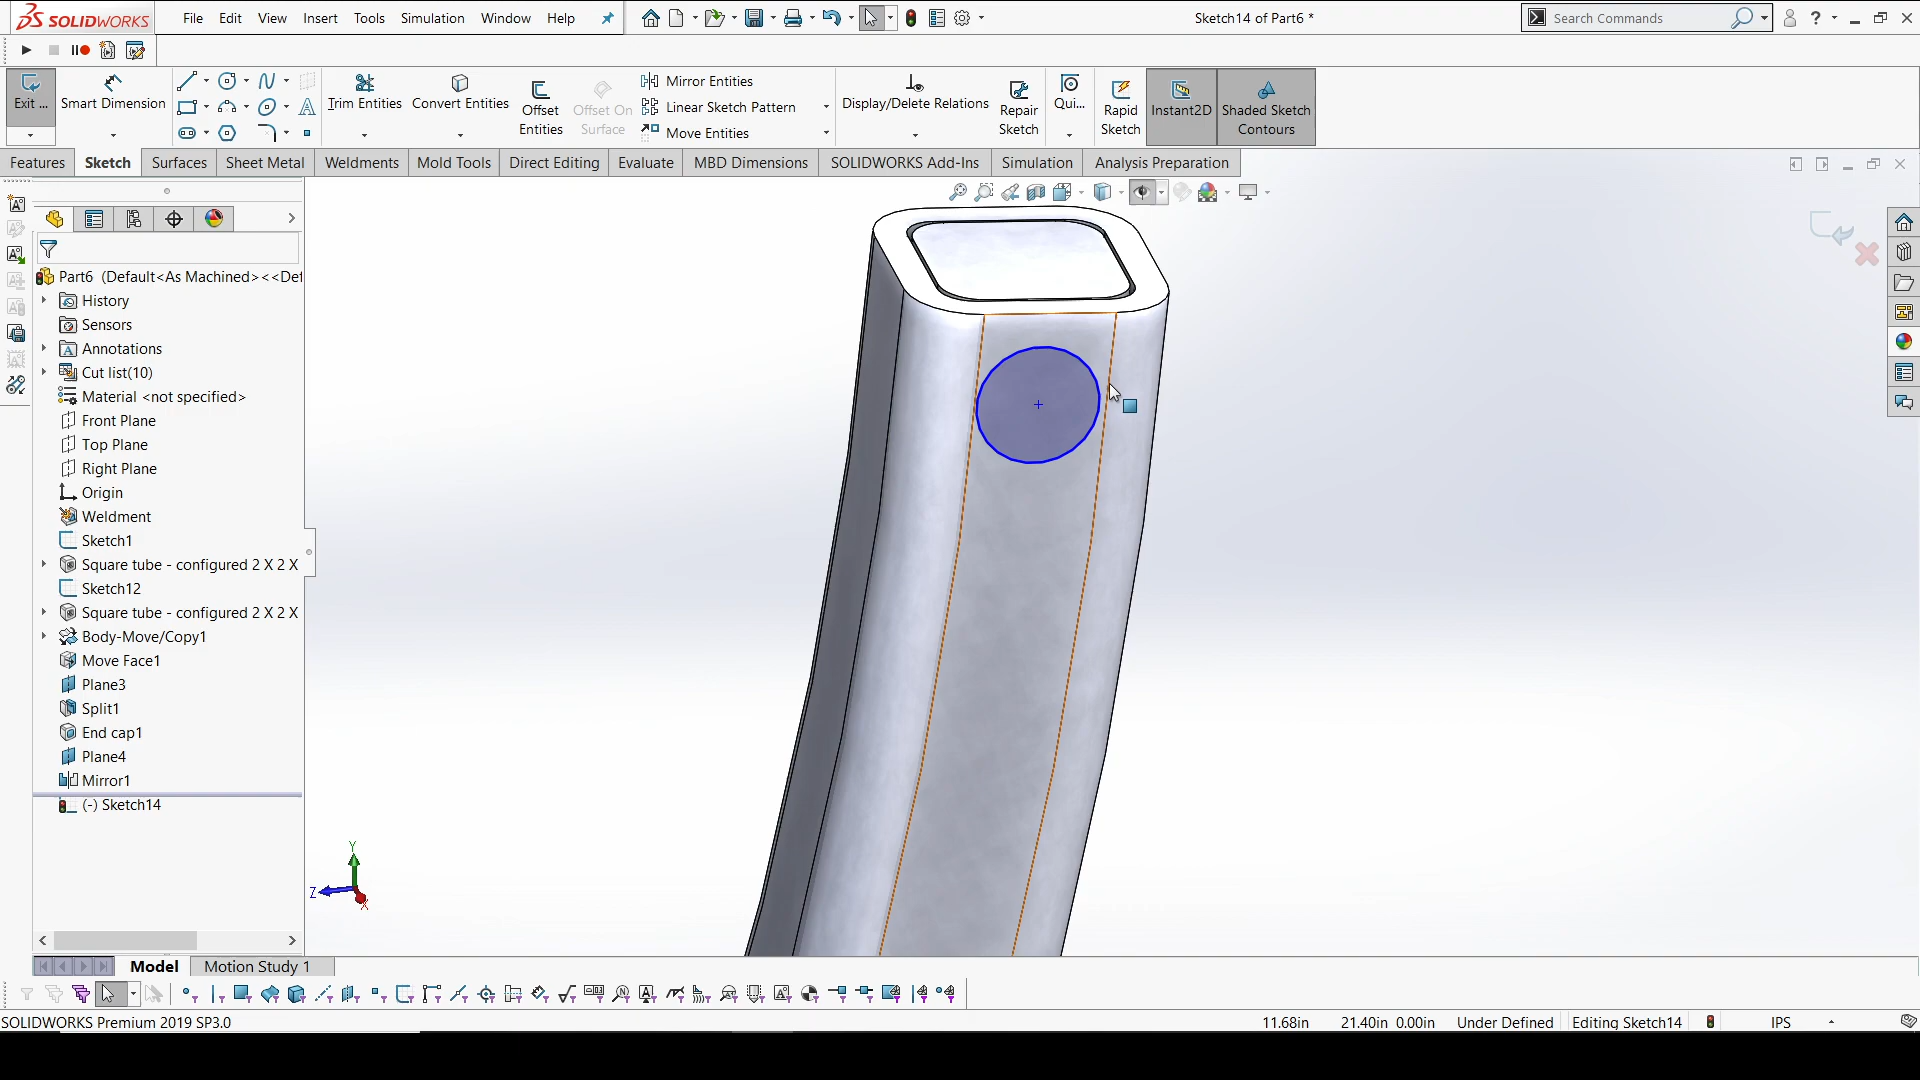 SOLIDWORKS
File Edit View Insert Tools Simulation Window Help
Sketch14 of Part6 *
Search Commands
Exit ...
Smart Dimension
Trim Entities
Convert Entities
Offset Entities
Offset On Surface
Mirror Entities
Linear Sketch Pattern
Move Entities
Display/Delete Relations
Repair Sketch
Qui...
Rapid Sketch
Instant2D
Shaded Sketch Contours
Features Sketch Surfaces Sheet Metal Weldments Mold Tools Direct Editing Evaluate MBD Dimensions SOLIDWORKS Add-Ins Simulation Analysis Preparation
Part6 (Default<As Machined><<Def
History
Sensors
Annotations
Cut list(10)
Material <not specified>
Front Plane
Top Plane
Right Plane
Origin
Weldment
Sketch1
Square tube - configured 2 X 2 X
Sketch12
Square tube - configured 2 X 2 X
Body-Move/Copy1
Move Face1
Plane3
Split1
End cap1
Plane4
Mirror1
(-) Sketch14
Y
Z
X
Model Motion Study 1
SOLIDWORKS Premium 2019 SP3.0
11.68in 21.40in 0.00in Under Defined Editing Sketch14 IPS